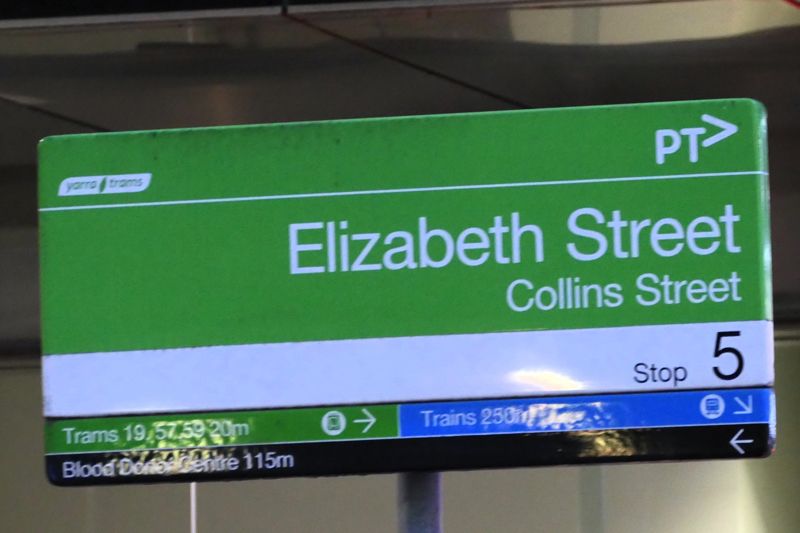 yarra trams
PT>
Elizabeth Street
Collins Street
Stop 5
Trams 19, 57, 59 20m
Trains 250m
Blood Donor Centre 115m